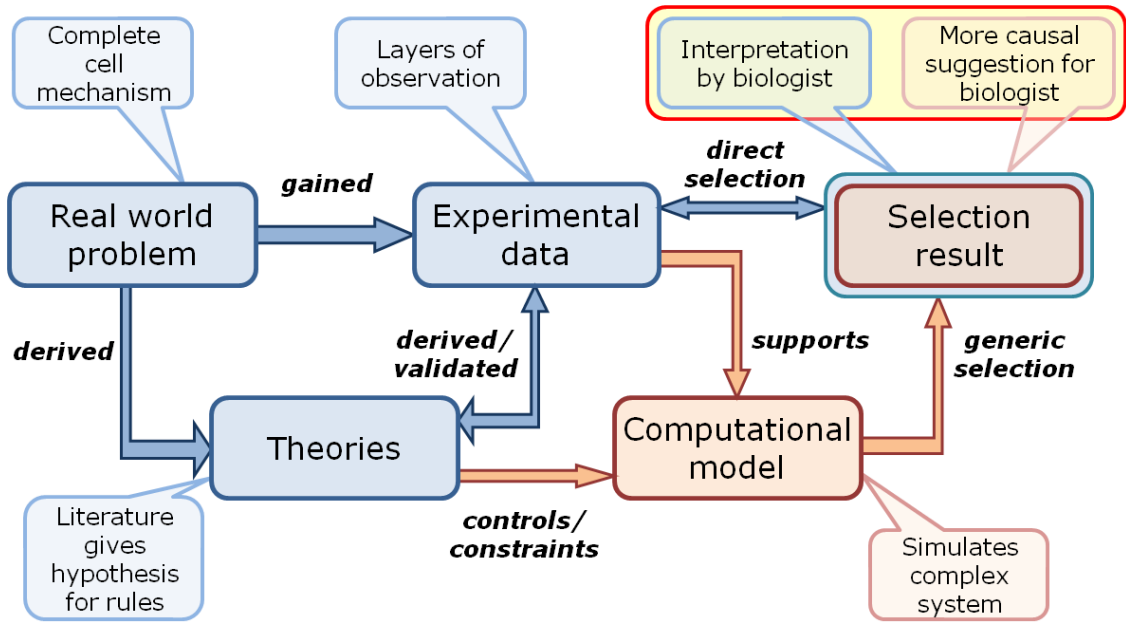 Complete
cell
mechanism
Layers of
observation
Interpretation
by biologist
More causal
suggestion for
biologist
gained
direct
selection
Real world
problem
Experimental
data
Selection
result
derived
derived/
validated
supports
generic
selection
Theories
Computational
model
controls/
constraints
Literature
gives
hypothesis
for rules
Simulates
complex
system